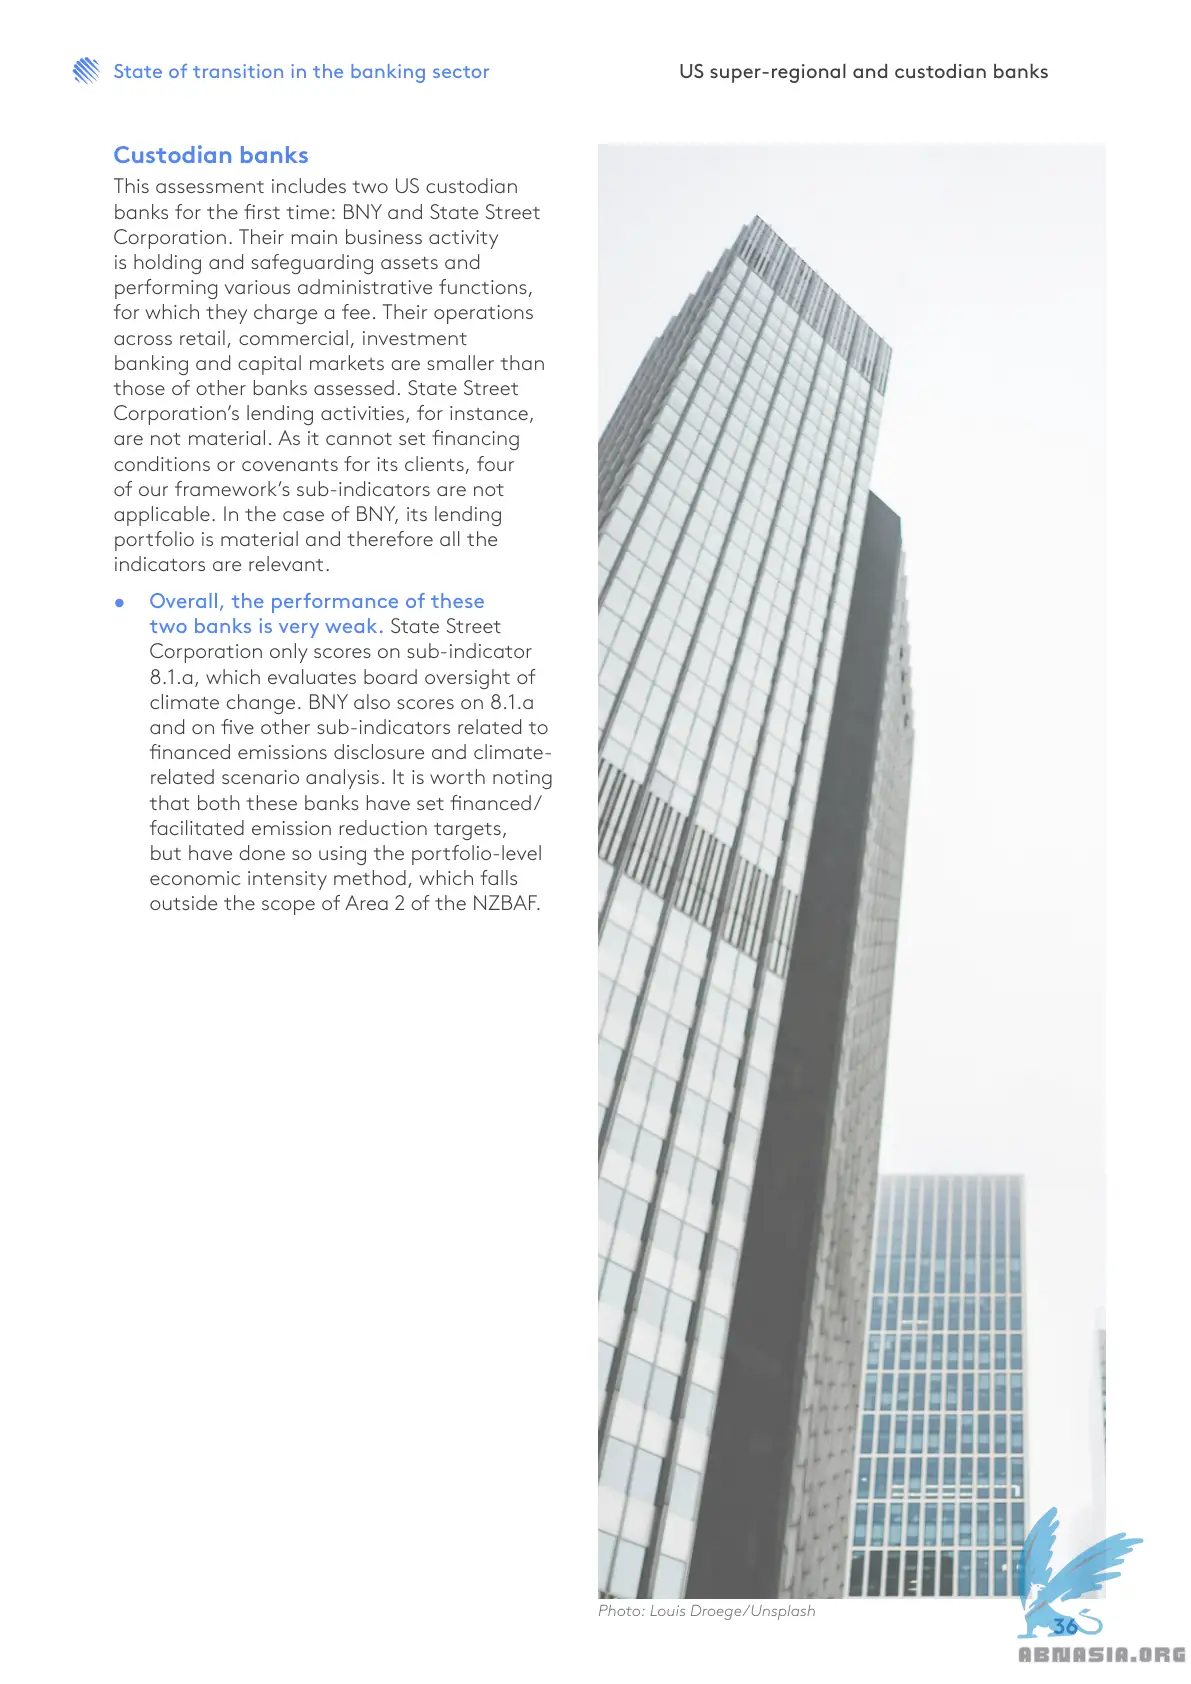 State of transition in the banking sector
US super-regional and custodian banks
Custodian banks
This assessment includes two US custodian
banks for the first time: BNY and State Street
Corporation. Their main business activity
is holding and safeguarding assets and
performing various administrative functions,
for which they charge a fee. Their operations
across retail, commercial, investment
banking and capital markets are smaller than
those of other banks assessed. State Street
Corporation’s lending activities, for instance,
are not material. As it cannot set financing
conditions or covenants for its clients, four
of our framework’s sub-indicators are not
applicable. In the case of BNY, its lending
portfolio is material and therefore all the
indicators are relevant.
● Overall, the performance of these
two banks is very weak. State Street
Corporation only scores on sub-indicator
8.1.a, which evaluates board oversight of
climate change. BNY also scores on 8.1.a
and on five other sub-indicators related to
financed emissions disclosure and climate-
related scenario analysis. It is worth noting
that both these banks have set financed/
facilitated emission reduction targets,
but have done so using the portfolio-level
economic intensity method, which falls
outside the scope of Area 2 of the NZBAF.
Photo: Louis Droege/Unsplash
36
ABNASIA.ORG